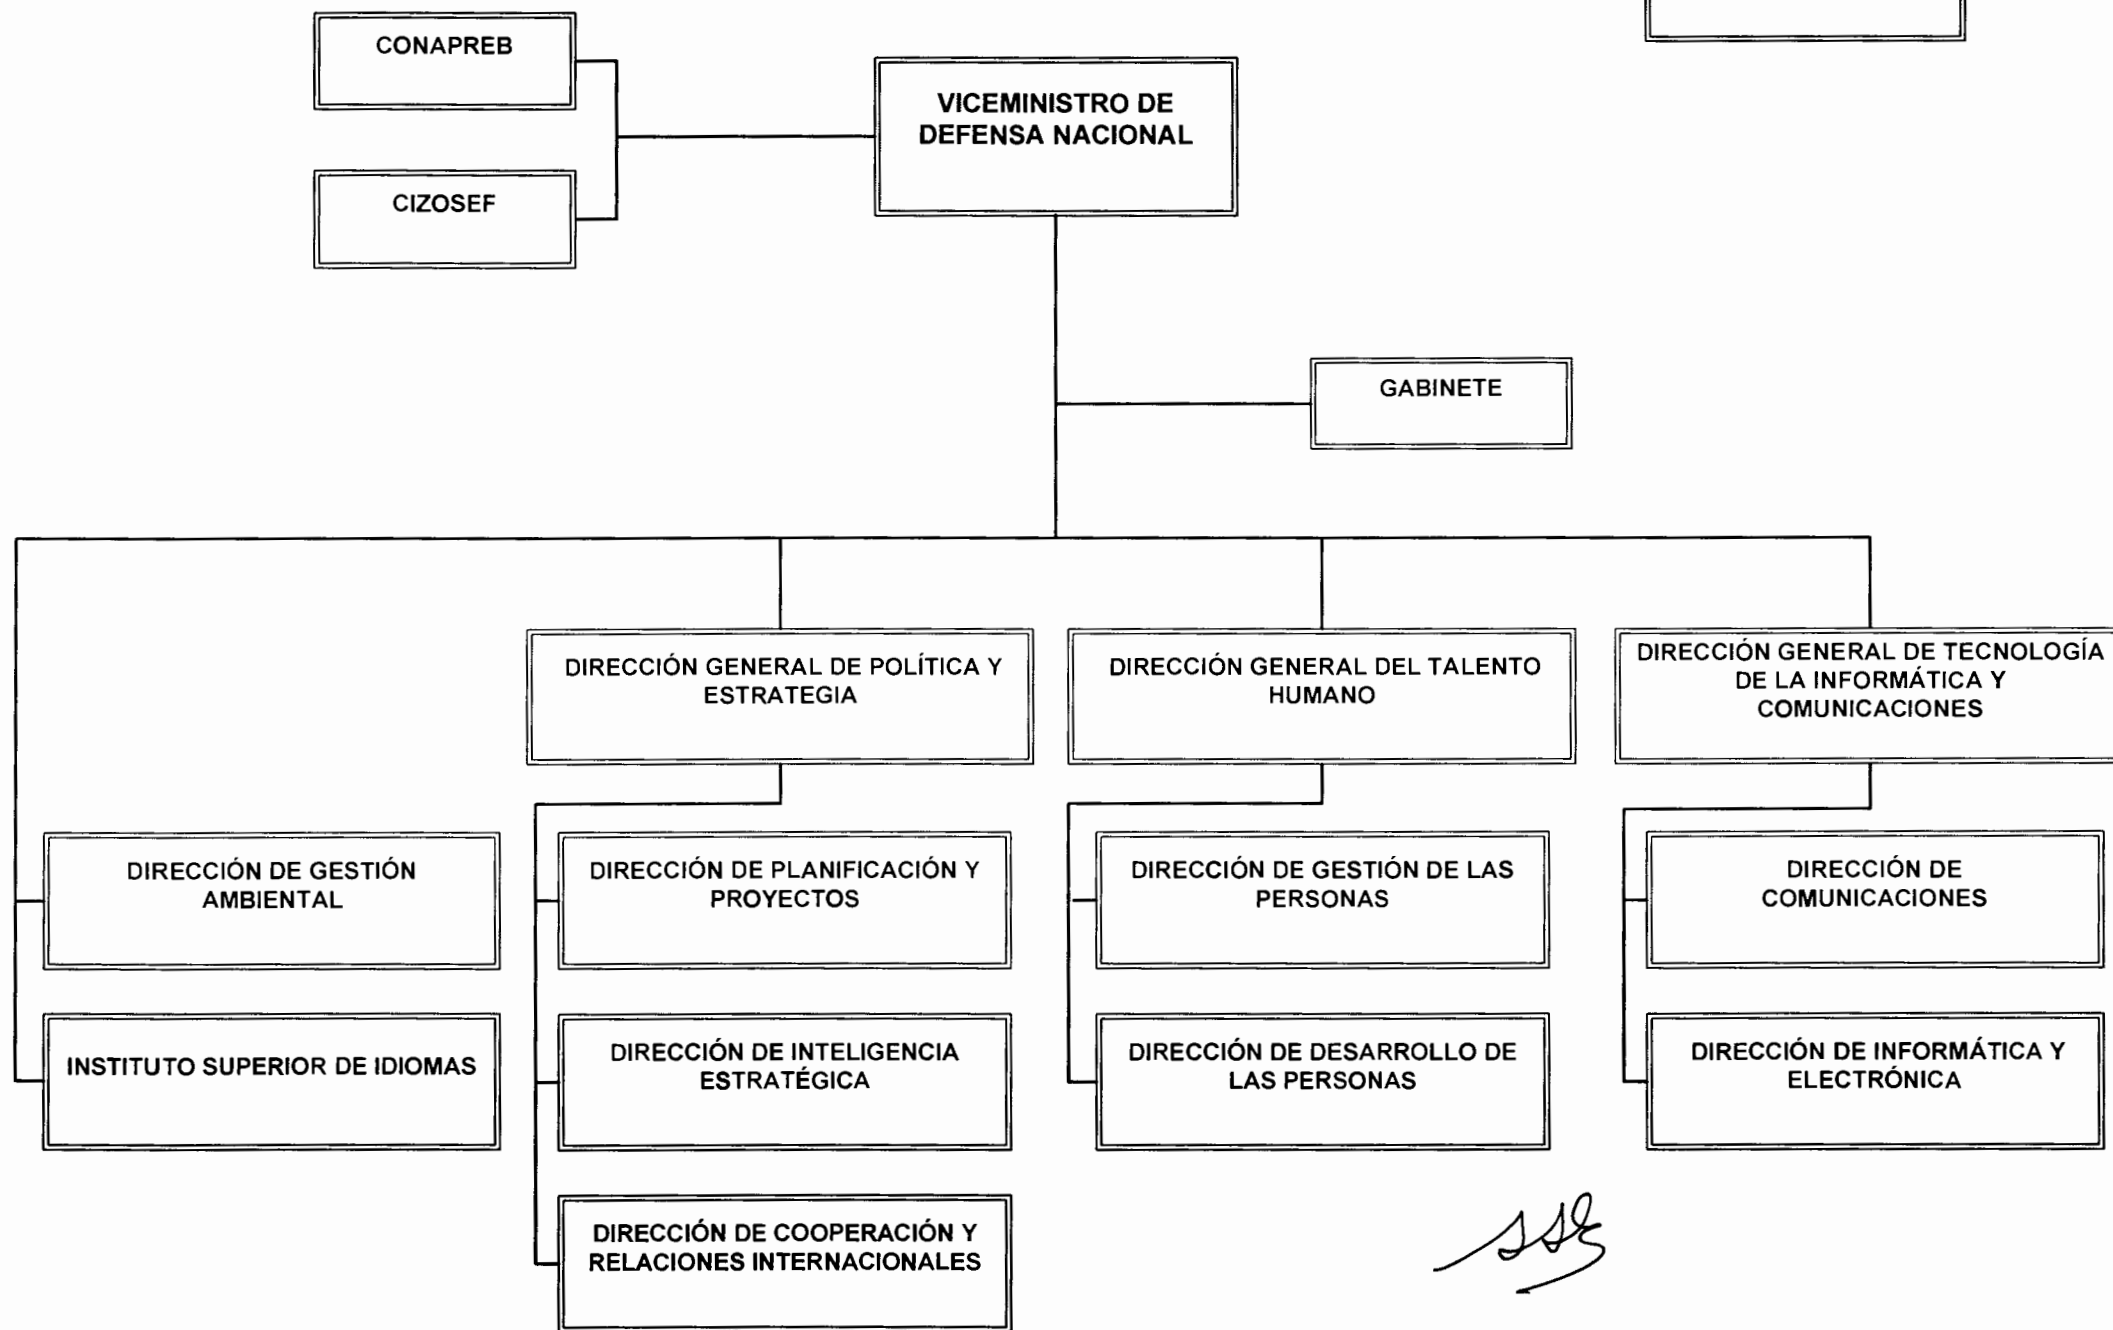 CONAPREB
VICEMINISTRO DE
DEFENSA NACIONAL
CIZOSEF
GABINETE
DIRECCIÓN GENERAL DE POLÍTICA Y
ESTRATEGIA
DIRECCIÓN GENERAL DEL TALENTO
HUMANO
DIRECCIÓN GENERAL DE TECNOLOGÍA
DE LA INFORMÁTICA Y
COMUNICACIONES
DIRECCIÓN DE GESTIÓN
AMBIENTAL
DIRECCIÓN DE PLANIFICACIÓN Y
PROYECTOS
DIRECCIÓN DE GESTIÓN DE LAS
PERSONAS
DIRECCIÓN DE
COMUNICACIONES
INSTITUTO SUPERIOR DE IDIOMAS
DIRECCIÓN DE INTELIGENCIA
ESTRATÉGICA
DIRECCIÓN DE DESARROLLO DE
LAS PERSONAS
DIRECCIÓN DE INFORMÁTICA Y
ELECTRÓNICA
DIRECCIÓN DE COOPERACIÓN Y
RELACIONES INTERNACIONALES